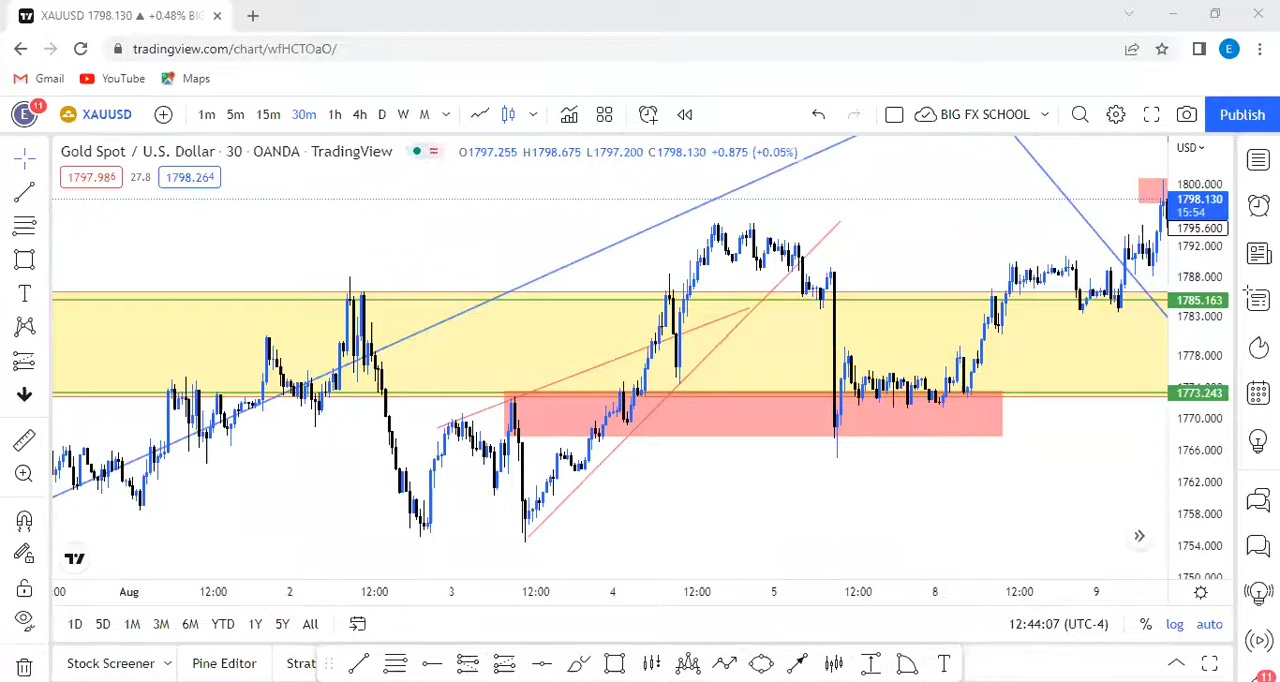 XAUUSD 1798.130 ▲ +0.48% BIG
tradingview.com/chart/wfHCTOaO/
E
Gmail YouTube Maps
E 11 XAUUSD 1m 5m 15m 30m 1h 4h D W M BIG FX SCHOOL Publish
Gold Spot / U.S. Dollar · 30 · OANDA · TradingView O1797.255 H1798.675 L1797.200 C1798.130 +0.875 (+0.05%)
USD
1797.986 27.8 1798.264
1800.000
1798.130
15:54
1795.600
1792.000
1788.000
1785.163
1783.000
1778.000
1773.243
1770.000
1766.000
1762.000
1758.000
1754.000
1750.000
:00 Aug 12:00 2 12:00 3 12:00 4 12:00 5 12:00 8 12:00 9
1D 5D 1M 3M 6M YTD 1Y 5Y All 12:44:07 (UTC-4) % log auto
Stock Screener Pine Editor Strat T
11